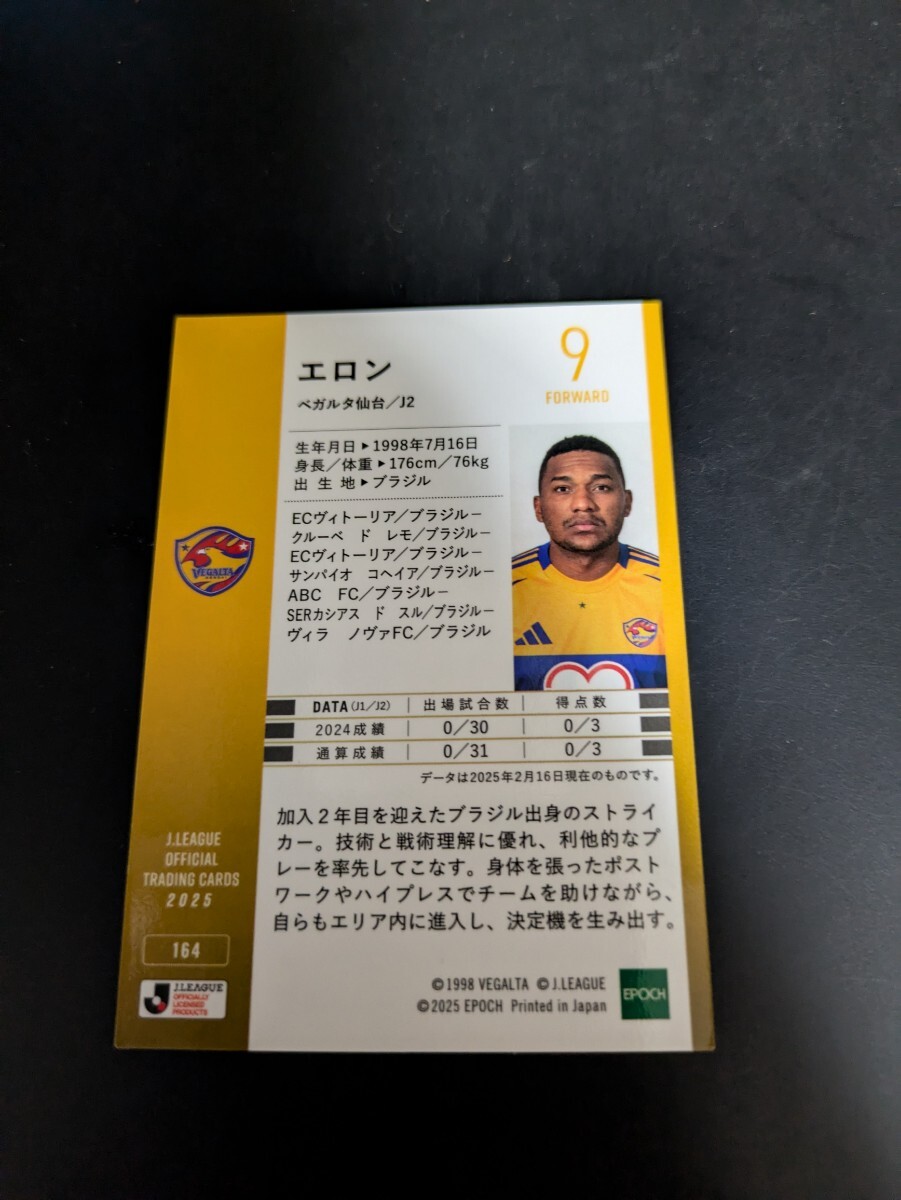 エロン
ベガルタ仙台／J2
9
FORWARD
生年月日▶1998年7月16日
身長／体重▶176cm／76kg
出生地▶ブラジル
ECヴィトーリア／ブラジルー
クルーベ　ド　レモ／ブラジルー
ECヴィトーリア／ブラジルー
サンパイオ　コヘイア／ブラジルー
ABC　FC／ブラジルー
SERカシアス　ド　スル／ブラジルー
ヴィラ　ノヴァFC／ブラジル
VEGALTA
DATA（J1／J2） 出場試合数 得点数
2024成績 0／30 0／3
通算成績 0／31 0／3
データは2025年2月16日現在のものです。
加入2年目を迎えたブラジル出身のストライ
カー。技術と戦術理解に優れ、利他的なプ
レーを率先してこなす。身体を張ったポスト
ワークやハイプレスでチームを助けながら、
自らもエリア内に進入し、決定機を生み出す。
J.LEAGUE
OFFICIAL
TRADING CARDS
2025
164
J.LEAGUE
OFFICIALLY
LICENSED
PRODUCTS
©1998 VEGALTA ©J.LEAGUE
©2025 EPOCH Printed in Japan
EPOCH